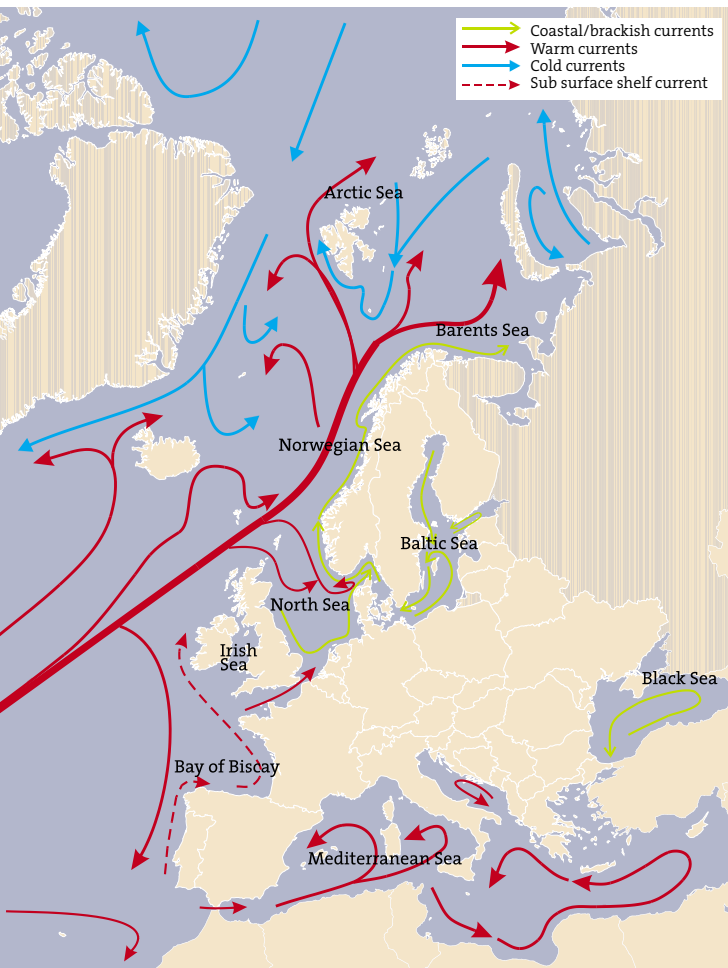 Coastal/brackish currents
Warm currents
Cold currents
Sub surface shelf current
Arctic Sea
Barents Sea
Norwegian Sea
Baltic Sea
North Sea
Irish
Sea
Black Sea
Bay of Biscay
Mediterranean Sea